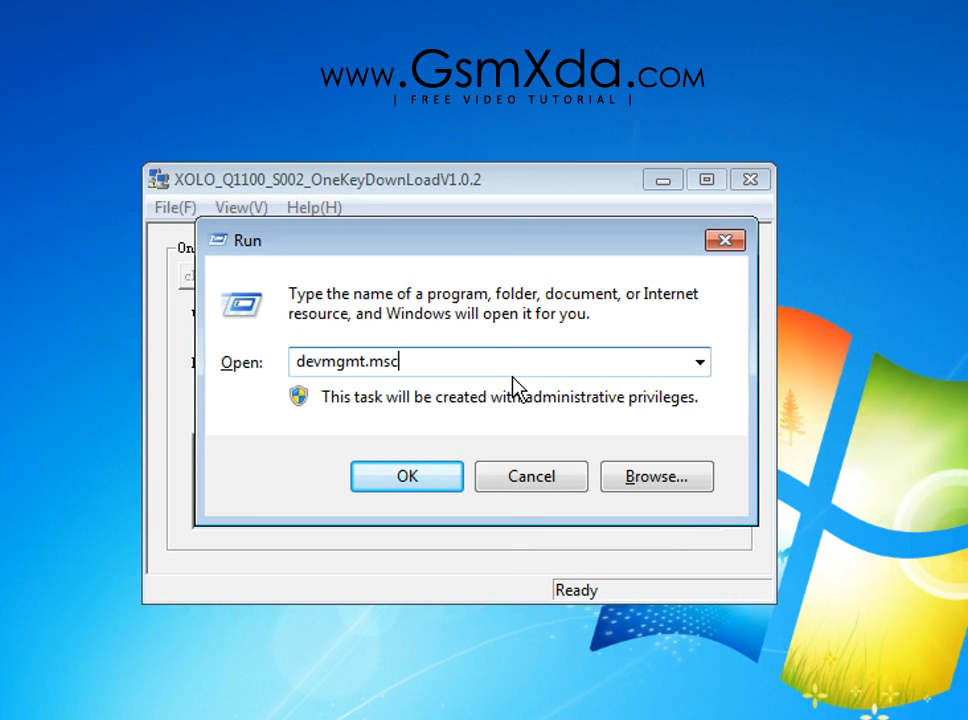 www.GsmXda.com
| FREE VIDEO TUTORIAL |
XOLO_Q1100_S002_OneKeyDownLoadV1.0.2
File(F) View(V) Help(H)
On
Run
Type the name of a program, folder, document, or Internet
resource, and Windows will open it for you.
Open: devmgmt.msc
This task will be created with administrative privileges.
OK Cancel Browse...
Ready